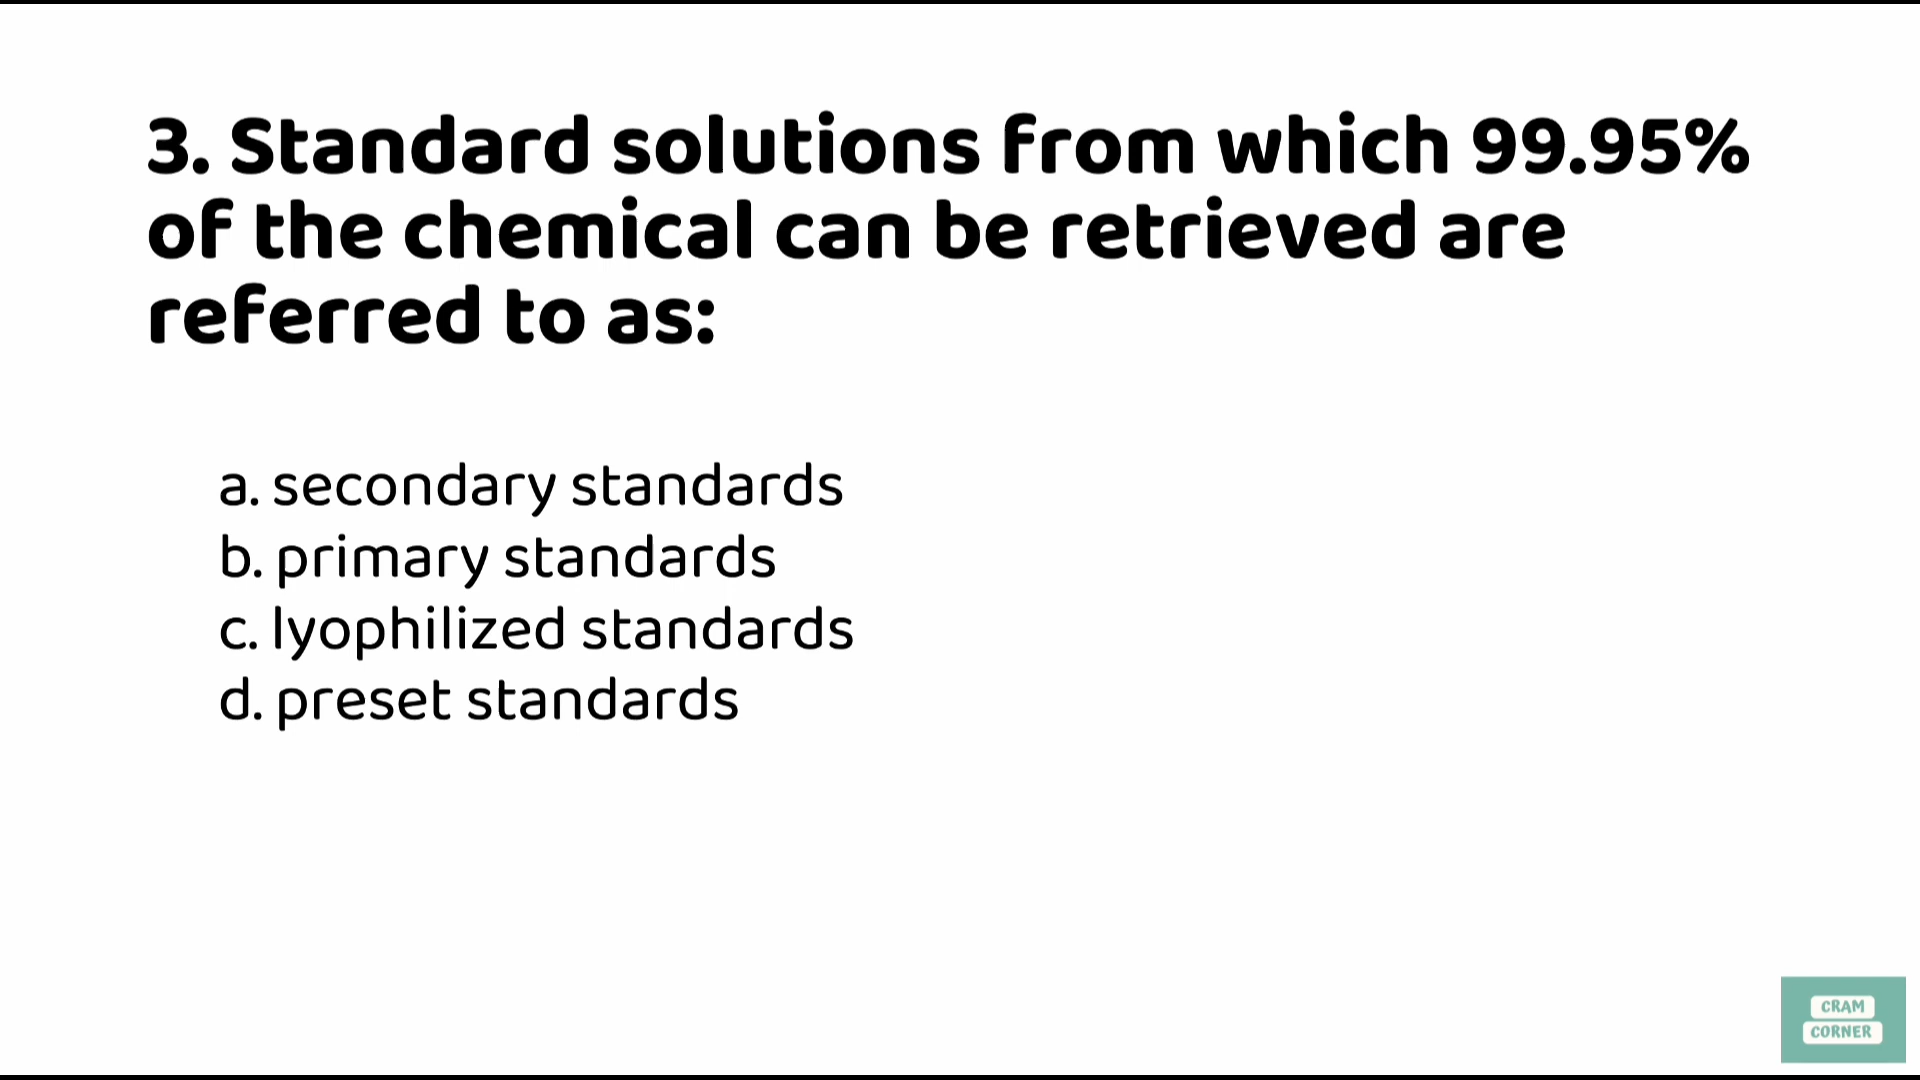 3. Standard solutions from which 99.95%
of the chemical can be retrieved are
referred to as:
a. secondary standards
b. primary standards
c. lyophilized standards
d. preset standards
CRAM
CORNER